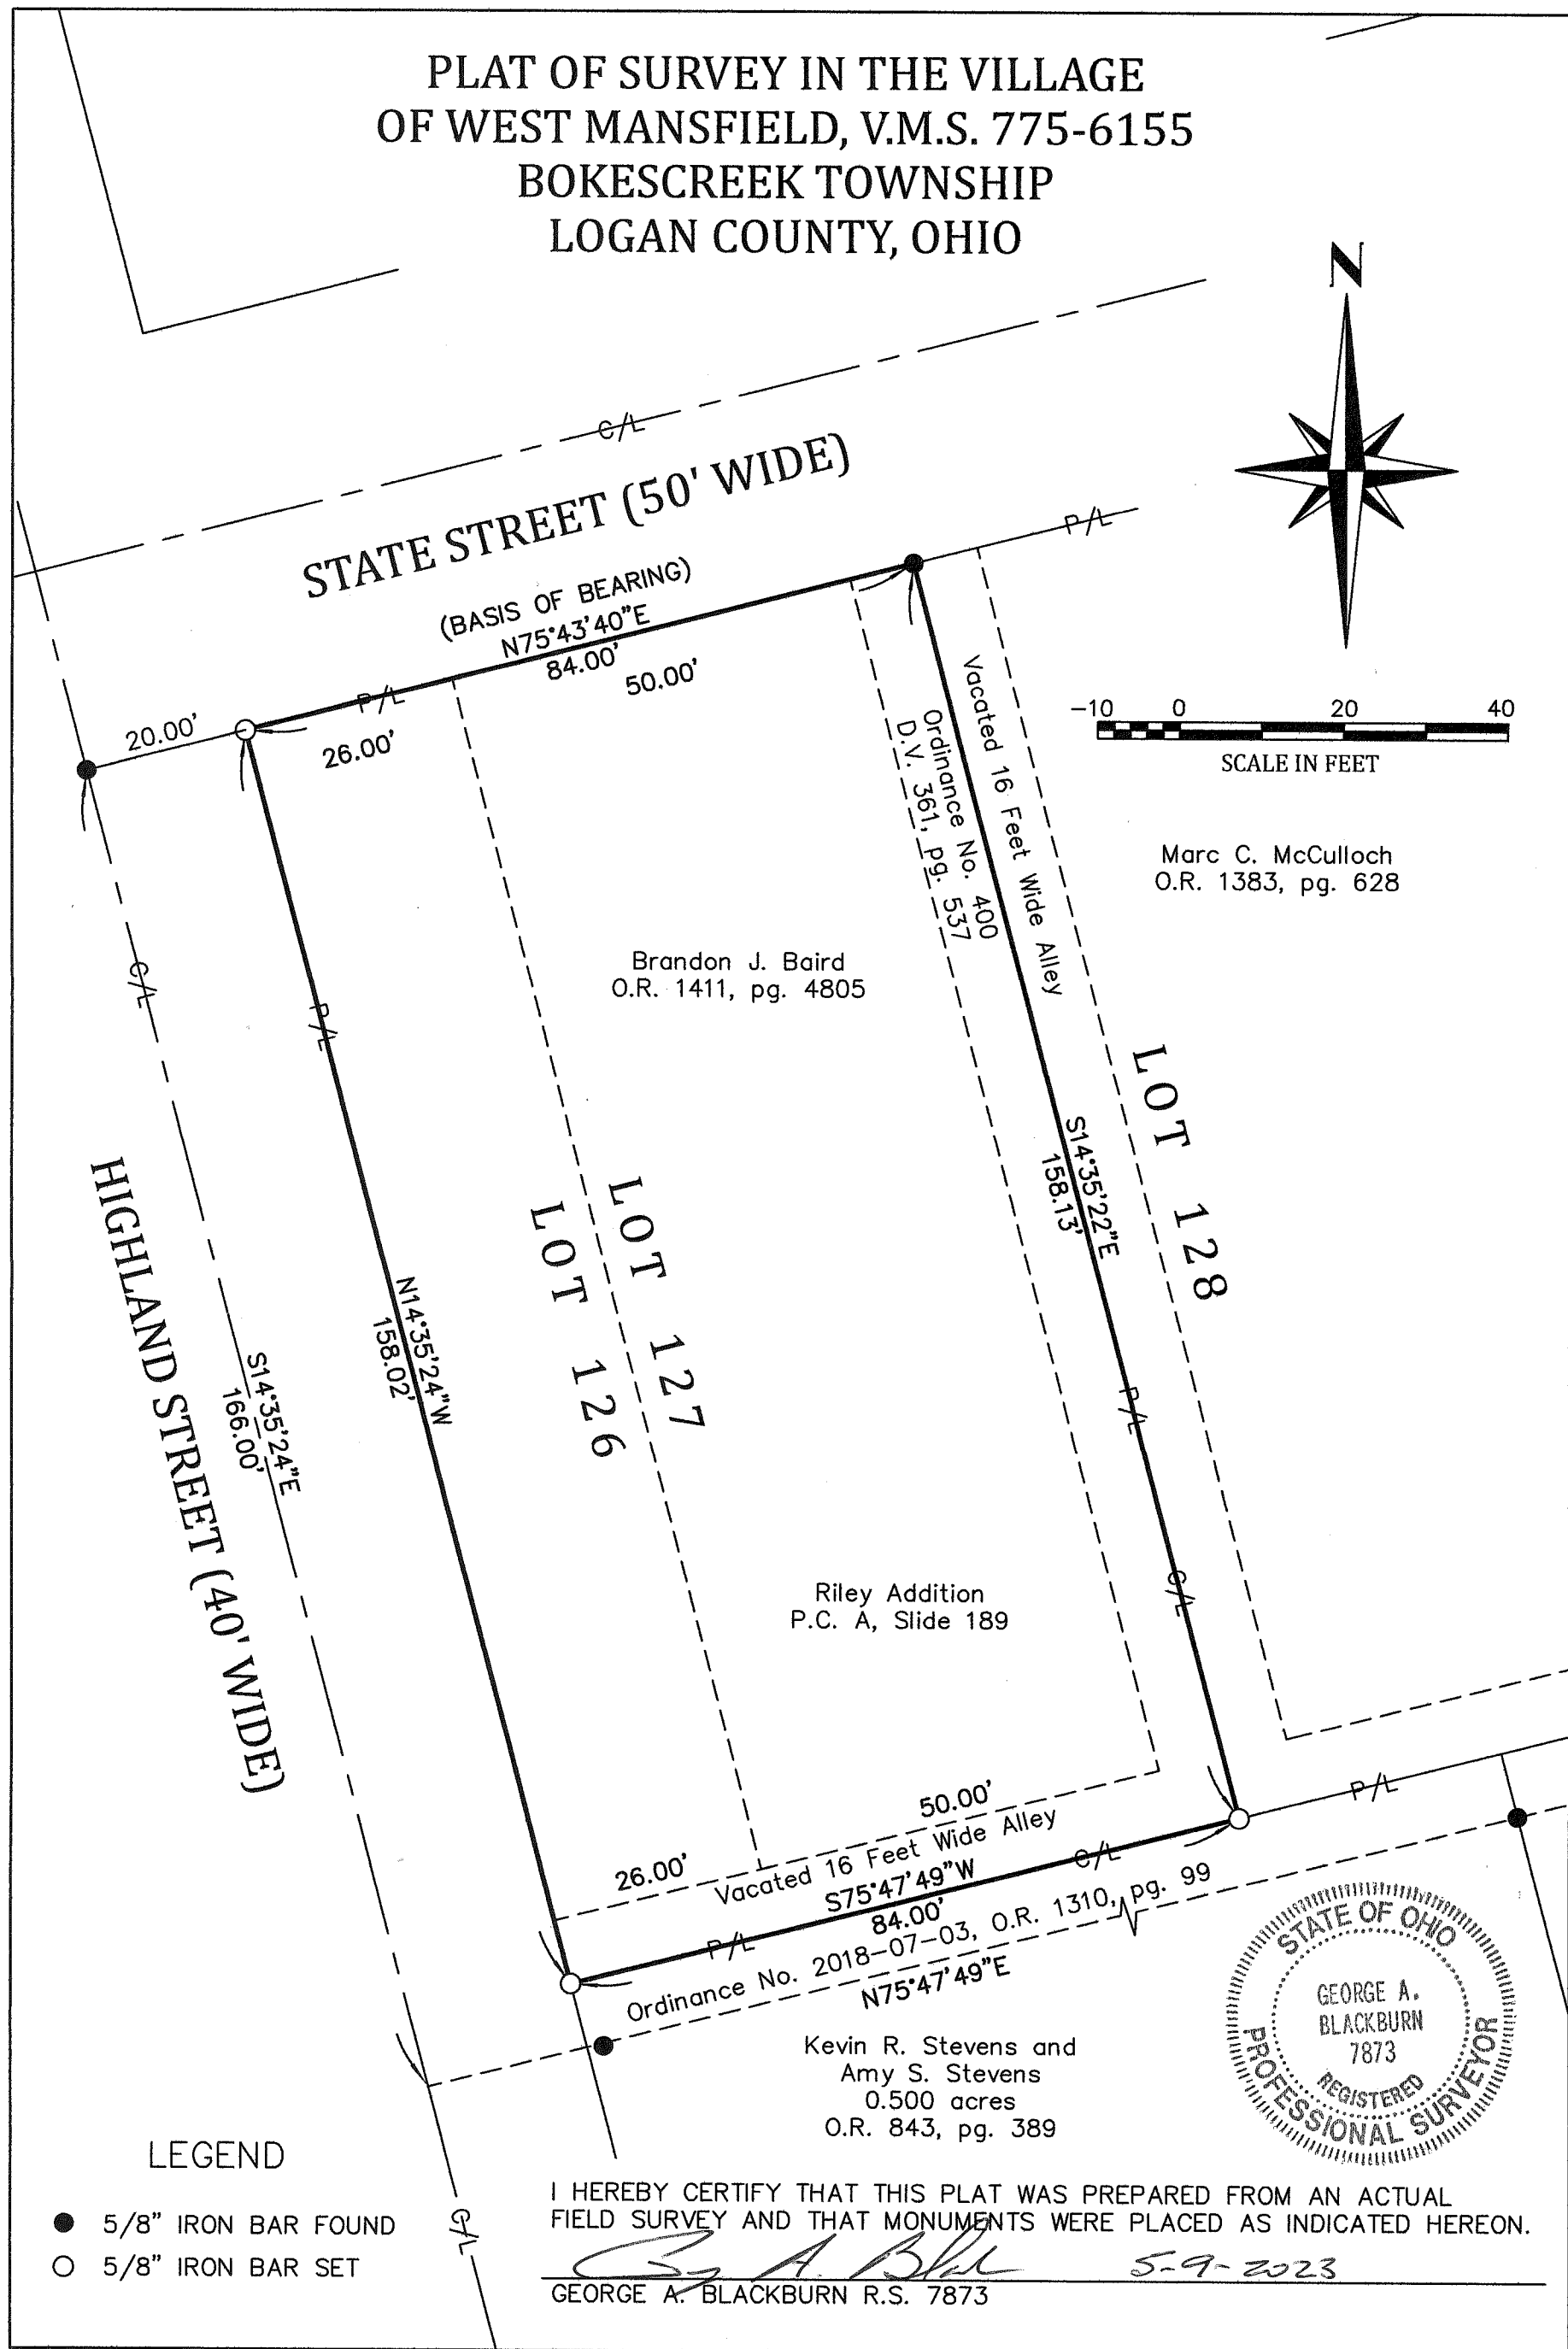 PLAT OF SURVEY IN THE VILLAGE
OF WEST MANSFIELD, V.M.S. 775-6155
BOKESCREEK TOWNSHIP
LOGAN COUNTY, OHIO
N
C/L
STATE STREET (50' WIDE)
(BASIS OF BEARING)
N75°43'40"E
84.00'
50.00'
P/L
P/L
20.00'
26.00'
-10 0 20 40
SCALE IN FEET
Vacated 16 Feet Wide Alley
Ordinance No. 400
D.V. 361, pg. 537
Marc C. McCulloch
O.R. 1383, pg. 628
Brandon J. Baird
O.R. 1411, pg. 4805
C/L
P/L
LOT 128
S14°35'22"E
158.13'
LOT 127
LOT 126
HIGHLAND STREET (40' WIDE)
N14°35'24"W
158.02'
S14°35'24"E
166.00'
P/L
C/L
Riley Addition
P.C. A, Slide 189
50.00'
26.00'
Vacated 16 Feet Wide Alley
C/L
P/L
S75°47'49"W
84.00'
P/L
Ordinance No. 2018-07-03, O.R. 1310, pg. 99
N75°47'49"E
Kevin R. Stevens and
Amy S. Stevens
0.500 acres
O.R. 843, pg. 389
STATE OF OHIO
GEORGE A.
BLACKBURN
7873
REGISTERED
PROFESSIONAL SURVEYOR
LEGEND
5/8" IRON BAR FOUND
5/8" IRON BAR SET
C/L
I HEREBY CERTIFY THAT THIS PLAT WAS PREPARED FROM AN ACTUAL
FIELD SURVEY AND THAT MONUMENTS WERE PLACED AS INDICATED HEREON.
5-9-2023
GEORGE A. BLACKBURN R.S. 7873